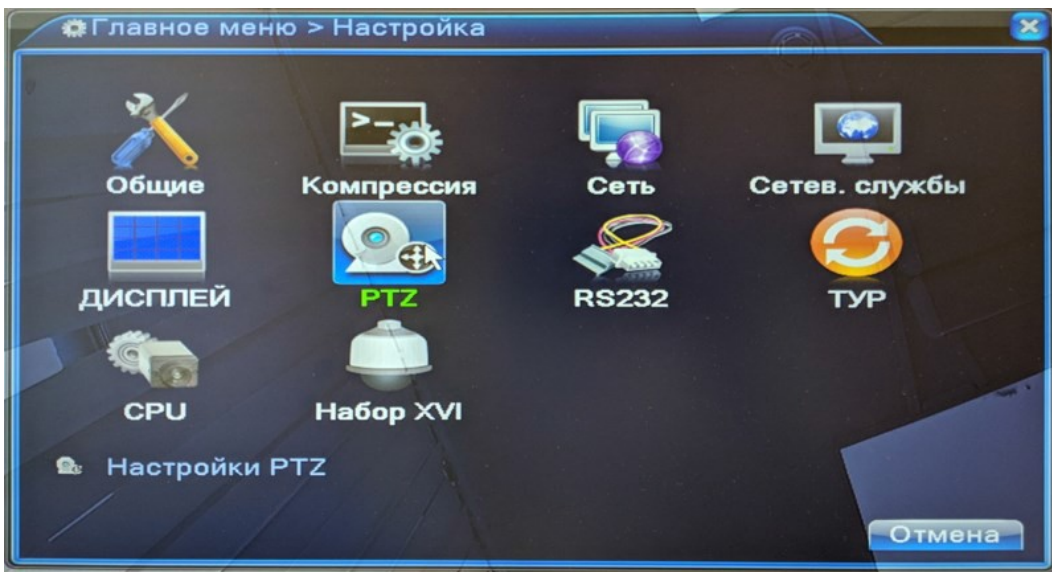 Главное меню > Настройка
Общие
Компрессия
Сеть
Сетев. службы
ДИСПЛЕЙ
PTZ
RS232
ТУР
CPU
Набор XVI
Настройки PTZ
Отмена